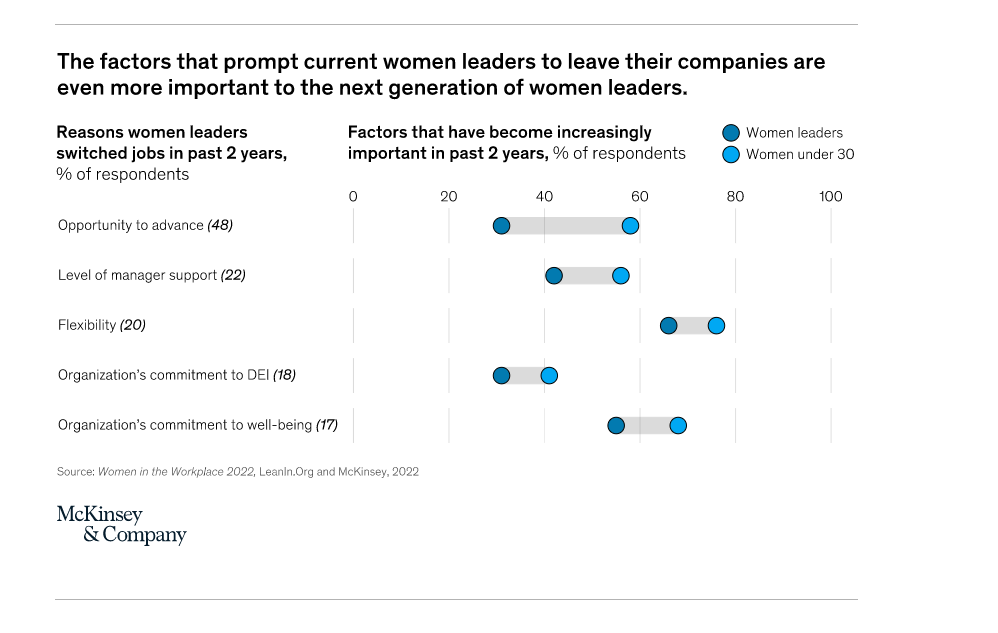 The factors that prompt current women leaders to leave their companies are
even more important to the next generation of women leaders.
Reasons women leaders
switched jobs in past 2 years,
% of respondents
Factors that have become increasingly
important in past 2 years, % of respondents
Women leaders
Women under 30
0 20 40 60 80 100
Opportunity to advance (48)
Level of manager support (22)
Flexibility (20)
Organization's commitment to DEI (18)
Organization's commitment to well-being (17)
Source: Women in the Workplace 2022, LeanIn.Org and McKinsey, 2022
McKinsey
& Company